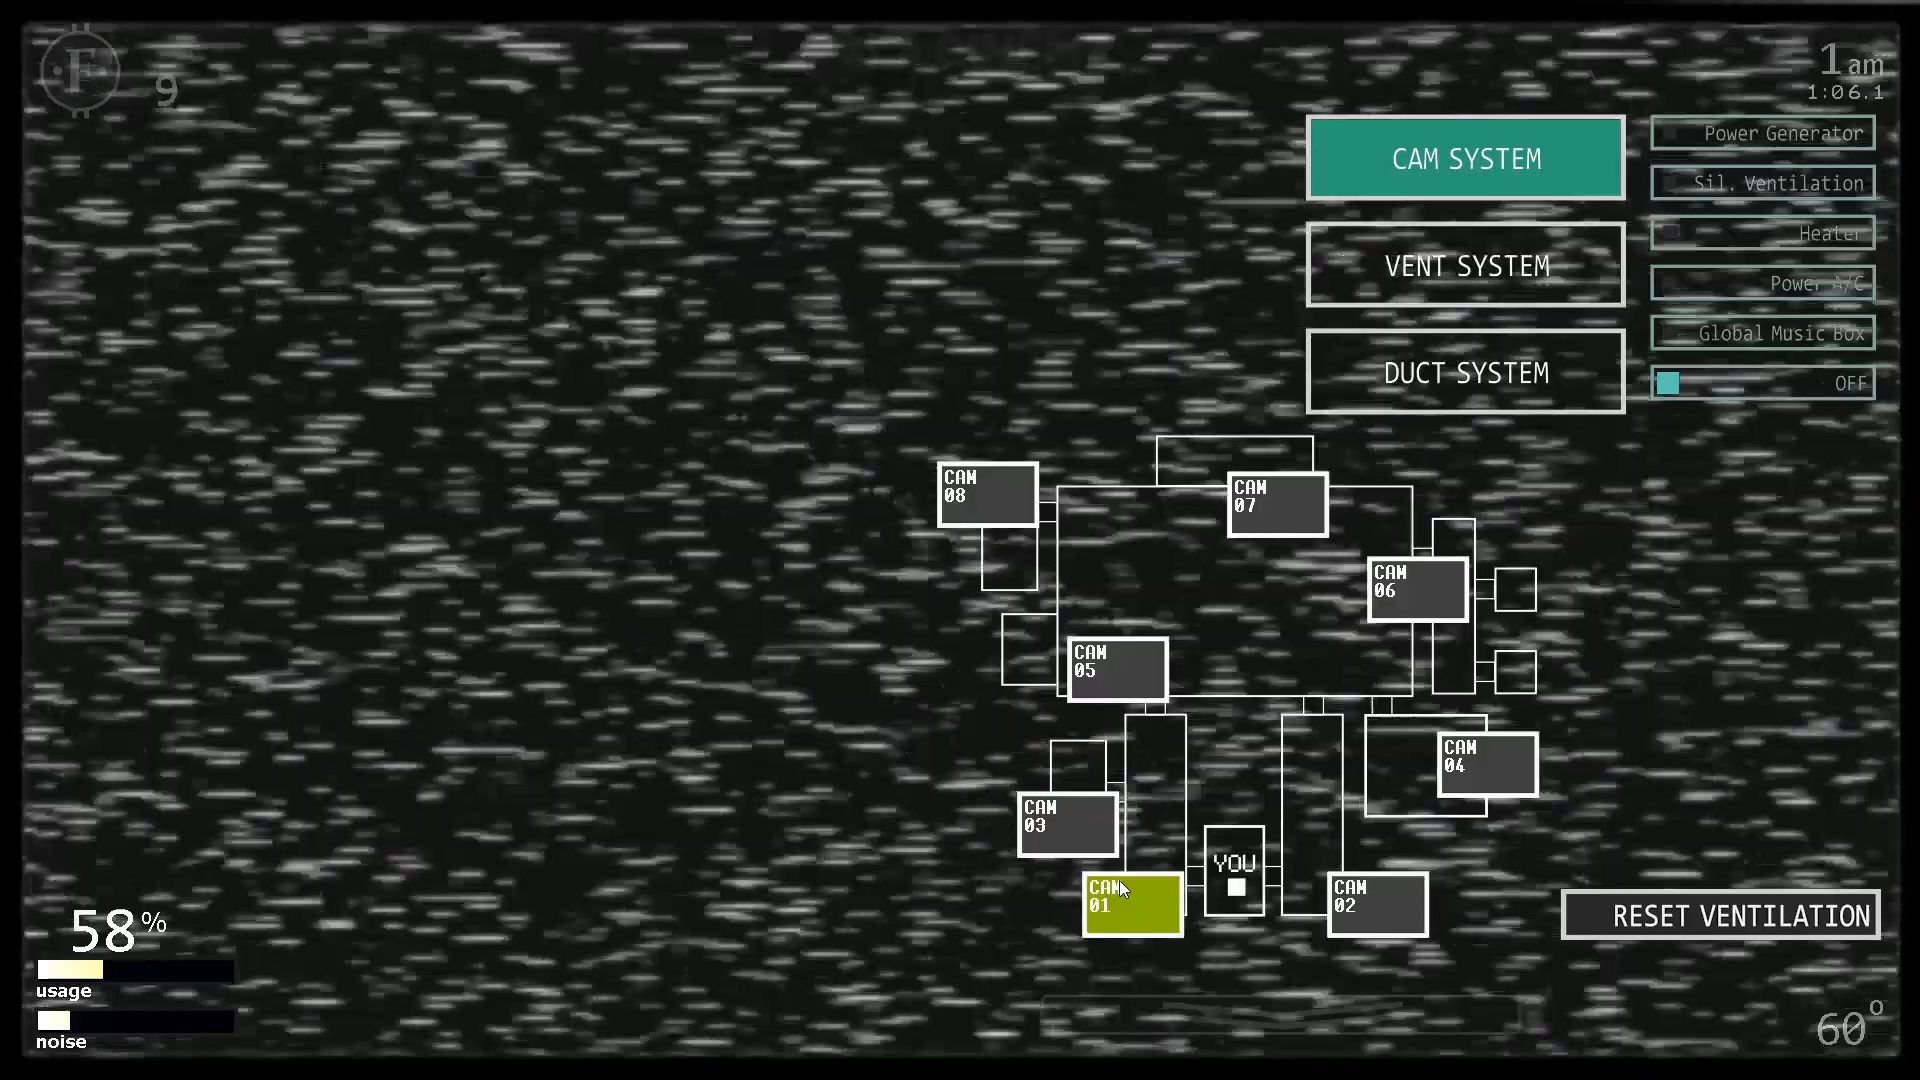 F
9
1 am
1:06.1
CAM SYSTEM
VENT SYSTEM
DUCT SYSTEM
Power Generator
Sil. Ventilation
Heater
Power A/C
Global Music Box
OFF
CAM
08
CAM
07
CAM
06
CAM
05
CAM
04
CAM
03
YOU
CAM
01
CAM
02
RESET VENTILATION
58%
usage
noise
60°